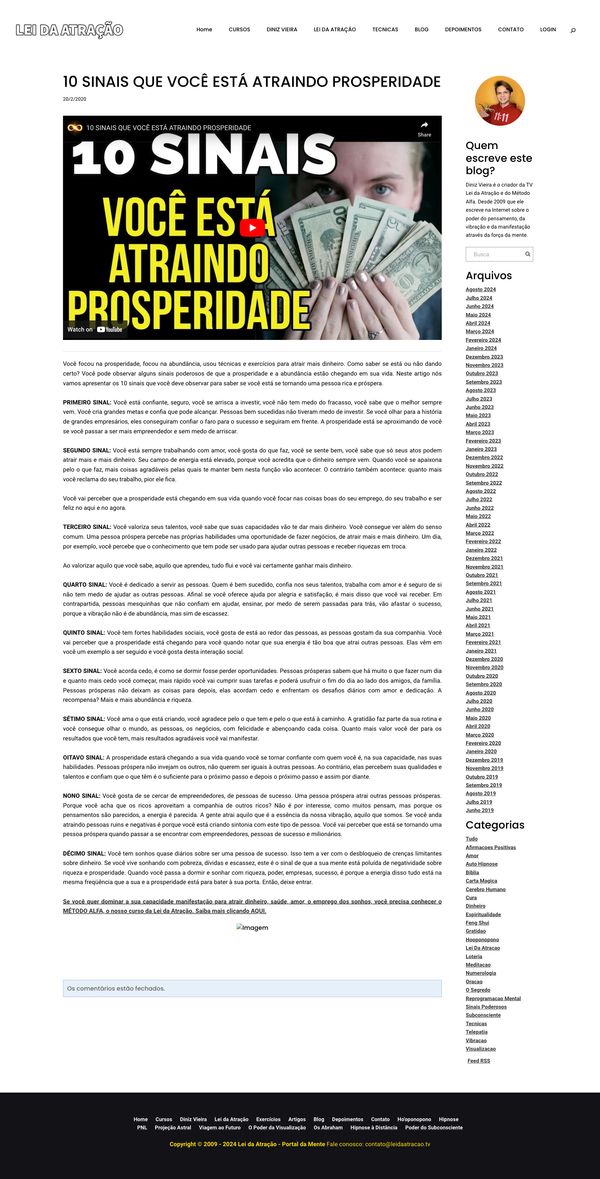 LEI DA ATRAÇÃO
Home CURSOS DINIZ VIEIRA LEI DA ATRAÇÃO TECNICAS BLOG DEPOIMENTOS CONTATO LOGIN
10 SINAIS QUE VOCÊ ESTÁ ATRAINDO PROSPERIDADE
20/2/2020
10 SINAIS QUE VOCÊ ESTÁ ATRAINDO PROSPERIDADE
Share
10 SINAIS
VOCÊ ESTÁ
ATRAINDO
PROSPERIDADE
Watch on YouTube
Você focou na prosperidade, focou na abundância, usou técnicas e exercícios para atrair mais dinheiro. Como saber se está ou não dando
certo? Você pode observar alguns sinais poderosos de que a prosperidade e a abundância estão chegando em sua vida. Neste artigo nós
vamos apresentar os 10 sinais que você deve observar para saber se você está se tornando uma pessoa rica e próspera.
PRIMEIRO SINAL: Você está confiante, seguro, você se arrisca a investir, você não tem medo do fracasso, você sabe que o melhor sempre
vem. Você cria grandes metas e confia que pode alcançar. Pessoas bem sucedidas não tiveram medo de investir. Se você olhar para a história
de grandes empresários, eles conseguiram confiar o faro para o sucesso e seguiram em frente. A prosperidade está se aproximando de você
se você passar a ser mais empreendedor e sem medo de arriscar.
SEGUNDO SINAL: Você está sempre trabalhando com amor, você gosta do que faz, você se sente bem, você sabe que só seus atos podem
atrair mais e mais dinheiro. Seu campo de energia está elevado, porque você acredita que o dinheiro sempre vem. Quando você se apaixona
pelo o que faz, mais coisas agradáveis pelas quais te manter bem nesta função vão acontecer. O contrário também acontece: quanto mais
você reclama do seu trabalho, pior ele fica.
Você vai perceber que a prosperidade está chegando em sua vida quando você focar nas coisas boas do seu emprego, do seu trabalho e ser
feliz no aqui e no agora.
TERCEIRO SINAL: Você valoriza seus talentos, você sabe que suas capacidades vão te dar mais dinheiro. Você consegue ver além do senso
comum. Uma pessoa próspera percebe nas próprias habilidades uma oportunidade de fazer negócios, de atrair mais e mais dinheiro. Um dia,
por exemplo, você percebe que o conhecimento que tem pode ser usado para ajudar outras pessoas e receber riquezas em troca.
Ao valorizar aquilo que você sabe, aquilo que aprendeu, tudo flui e você vai certamente ganhar mais dinheiro.
QUARTO SINAL: Você é dedicado a servir as pessoas. Quem é bem sucedido, confia nos seus talentos, trabalha com amor e é seguro de si
não tem medo de ajudar as outras pessoas. Afinal se você oferece ajuda por alegria e satisfação, é mais disso que você vai receber. Em
contrapartida, pessoas mesquinhas que não confiam em ajudar, ensinar, por medo de serem passadas para trás, vão afastar o sucesso,
porque a vibração não é de abundância, mas sim de escassez.
QUINTO SINAL: Você tem fortes habilidades sociais, você gosta de está ao redor das pessoas, as pessoas gostam da sua companhia. Você
vai perceber que a prosperidade está chegando para você quando notar que sua energia é tão boa que atrai outras pessoas. Elas vêm em
você um exemplo a ser seguido e você gosta desta interação social.
SEXTO SINAL: Você acorda cedo, é como se dormir fosse perder oportunidades. Pessoas prósperas sabem que há muito o que fazer num dia
e quanto mais cedo você começar, mais rápido você vai cumprir suas tarefas e poderá usufruir o fim do dia ao lado dos amigos, da família.
Pessoas prósperas não deixam as coisas para depois, elas acordam cedo e enfrentam os desafios diários com amor e dedicação. A
recompensa? Mais e mais abundância e riqueza.
SÉTIMO SINAL: Você ama o que está criando, você agradece pelo o que tem e pelo o que está à caminho. A gratidão faz parte da sua rotina e
você consegue olhar o mundo, as pessoas, os negócios, com felicidade e abençoando cada coisa. Quanto mais valor você der para os
resultados que você tem, mais resultados agradáveis você vai manifestar.
OITAVO SINAL: A prosperidade estará chegando a sua vida quando você se tornar confiante com quem você é, na sua capacidade, nas suas
habilidades. Pessoas próspera não invejam os outros, não querem ser iguais à outras pessoas. Ao contrário, elas percebem suas qualidades e
talentos e confiam que o que têm é o suficiente para o próximo passo e depois o próximo passo e assim por diante.
NONO SINAL: Você gosta de se cercar de empreendedores, de pessoas de sucesso. Uma pessoa próspera atrai outras pessoas prósperas.
Porque você acha que os ricos aproveitam a companhia de outros ricos? Não é por interesse, como muitos pensam, mas porque os
pensamentos são parecidos, a energia é parecida. A gente atrai aquilo que é a essência da nossa vibração, aquilo que somos. Se você anda
atraindo pessoas ruins e negativas é porque você está criando sintonia com este tipo de pessoa. Você vai perceber que está se tornando uma
pessoa próspera quando passar a se encontrar com empreendedores, pessoas de sucesso e milionários.
DÉCIMO SINAL: Você tem sonhos quase diários sobre ser uma pessoa de sucesso. Isso tem a ver com o desbloqueio de crenças limitantes
sobre dinheiro. Se você vive sonhando com pobreza, dívidas e escassez, este é o sinal de que a sua mente está poluída de negatividade sobre
riqueza e prosperidade. Quando você passa a dormir e sonhar com riqueza, poder, empresas, sucesso, é porque a energia disso tudo está na
mesma freqüência que a sua e a prosperidade está para bater à sua porta. Então, deixe entrar.
Se você quer dominar a sua capacidade manifestação para atrair dinheiro, saúde, amor, o emprego dos sonhos, você precisa conhecer o
MÉTODO ALFA, o nosso curso da Lei da Atração. Saiba mais clicando AQUI.
Imagem
Os comentários estão fechados.
11:11
Quem
escreve este
blog?
Diniz Vieira é o criador da TV
Lei da Atração e do Método
Alfa. Desde 2009 que ele
escreve na Internet sobre o
poder do pensamento, da
vibração e da manifestação
através da força da mente.
Busca
Arquivos
Agosto 2024
Julho 2024
Junho 2024
Maio 2024
Abril 2024
Março 2024
Fevereiro 2024
Janeiro 2024
Dezembro 2023
Novembro 2023
Outubro 2023
Setembro 2023
Agosto 2023
Julho 2023
Junho 2023
Maio 2023
Abril 2023
Março 2023
Fevereiro 2023
Janeiro 2023
Dezembro 2022
Novembro 2022
Outubro 2022
Setembro 2022
Agosto 2022
Julho 2022
Junho 2022
Maio 2022
Abril 2022
Março 2022
Fevereiro 2022
Janeiro 2022
Dezembro 2021
Novembro 2021
Outubro 2021
Setembro 2021
Agosto 2021
Julho 2021
Junho 2021
Maio 2021
Abril 2021
Março 2021
Fevereiro 2021
Janeiro 2021
Dezembro 2020
Novembro 2020
Outubro 2020
Setembro 2020
Agosto 2020
Julho 2020
Junho 2020
Maio 2020
Abril 2020
Março 2020
Fevereiro 2020
Janeiro 2020
Dezembro 2019
Novembro 2019
Outubro 2019
Setembro 2019
Agosto 2019
Julho 2019
Junho 2019
Categorias
Tudo
Afirmacoes Positivas
Amor
Auto Hipnose
Bíblia
Carta Magica
Cerebro Humano
Cura
Dinheiro
Espiritualidade
Feng Shui
Gratidao
Hooponopono
Lei Da Atracao
Loteria
Meditacao
Numerologia
Oracao
O Segredo
Reprogramacao Mental
Sinais Poderosos
Subconsciente
Tecnicas
Telepatia
Vibracao
Visualizacao
Feed RSS
Home Cursos Diniz Vieira Lei da Atração Exercícios Artigos Blog Depoimentos Contato Ho'oponopono Hipnose
PNL Projeção Astral Viagem ao Futuro O Poder da Visualização Os Abraham Hipnose à Distância Poder do Subconsciente
Copyright © 2009 - 2024 Lei da Atração - Portal da Mente Fale conosco: contato@leidaatracao.tv